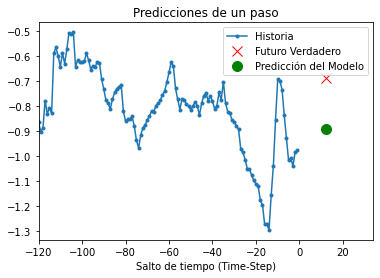 Predicciones de un paso
Historia
Futuro Verdadero
Predicción del Modelo
−0.5
−0.6
−0.7
−0.8
−0.9
−1.0
−1.1
−1.2
−1.3
−120 −100 −80 −60 −40 −20 0 20
Salto de tiempo (Time-Step)